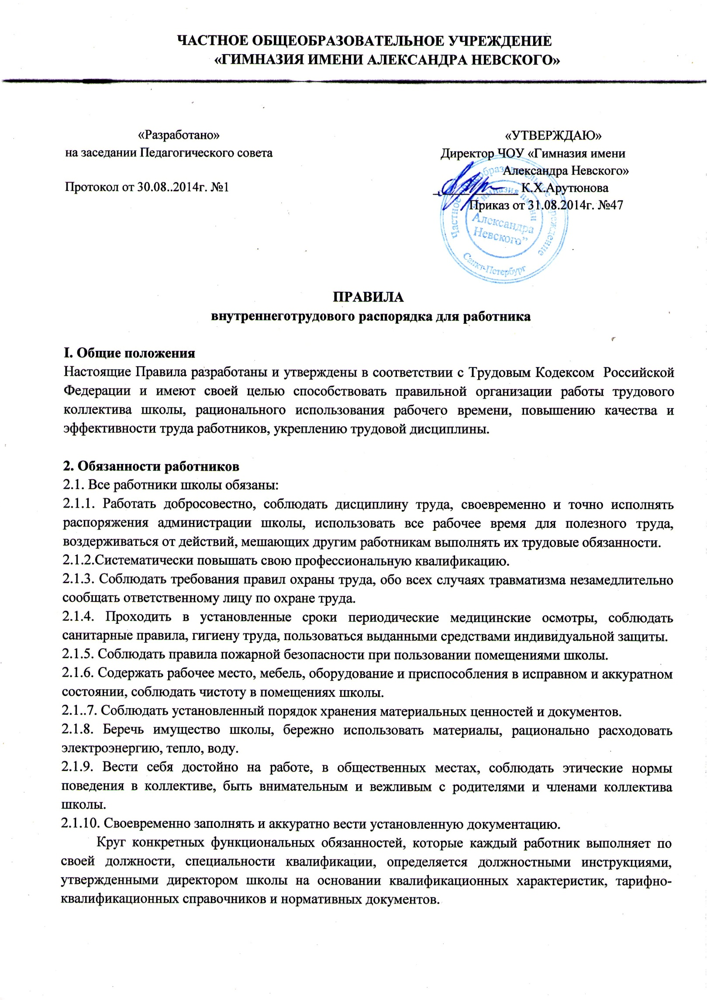 ЧАСТНОЕ ОБЩЕОБРАЗОВАТЕЛЬНОЕ УЧРЕЖДЕНИЕ
«ГИМНАЗИЯ ИМЕНИ АЛЕКСАНДРА НЕВСКОГО»
«Разработано»
на заседании Педагогического совета
Протокол от 30.08..2014г. №1
«УТВЕРЖДАЮ»
Директор ЧОУ «Гимназия имени
Александра Невского»
К.Х.Арутюнова
Приказ от 31.08.2014г. №47
Частное общеобразовательное учреждение
"Гимназия имени
Александра
Невского"
Санкт-Петербург
ПРАВИЛА
внутреннеготрудового распорядка для работника
I. Общие положения
Настоящие Правила разработаны и утверждены в соответствии с Трудовым Кодексом Российской
Федерации и имеют своей целью способствовать правильной организации работы трудового
коллектива школы, рационального использования рабочего времени, повышению качества и
эффективности труда работников, укреплению трудовой дисциплины.
2. Обязанности работников
2.1. Все работники школы обязаны:
2.1.1. Работать добросовестно, соблюдать дисциплину труда, своевременно и точно исполнять
распоряжения администрации школы, использовать все рабочее время для полезного труда,
воздерживаться от действий, мешающих другим работникам выполнять их трудовые обязанности.
2.1.2.Систематически повышать свою профессиональную квалификацию.
2.1.3. Соблюдать требования правил охраны труда, обо всех случаях травматизма незамедлительно
сообщать ответственному лицу по охране труда.
2.1.4. Проходить в установленные сроки периодические медицинские осмотры, соблюдать
санитарные правила, гигиену труда, пользоваться выданными средствами индивидуальной защиты.
2.1.5. Соблюдать правила пожарной безопасности при пользовании помещениями школы.
2.1.6. Содержать рабочее место, мебель, оборудование и приспособления в исправном и аккуратном
состоянии, соблюдать чистоту в помещениях школы.
2.1..7. Соблюдать установленный порядок хранения материальных ценностей и документов.
2.1.8. Беречь имущество школы, бережно использовать материалы, рационально расходовать
электроэнергию, тепло, воду.
2.1.9. Вести себя достойно на работе, в общественных местах, соблюдать этические нормы
поведения в коллективе, быть внимательным и вежливым с родителями и членами коллектива
школы.
2.1.10. Своевременно заполнять и аккуратно вести установленную документацию.
Круг конкретных функциональных обязанностей, которые каждый работник выполняет по
своей должности, специальности квалификации, определяется должностными инструкциями,
утвержденными директором школы на основании квалификационных характеристик, тарифно-
квалификационных справочников и нормативных документов.